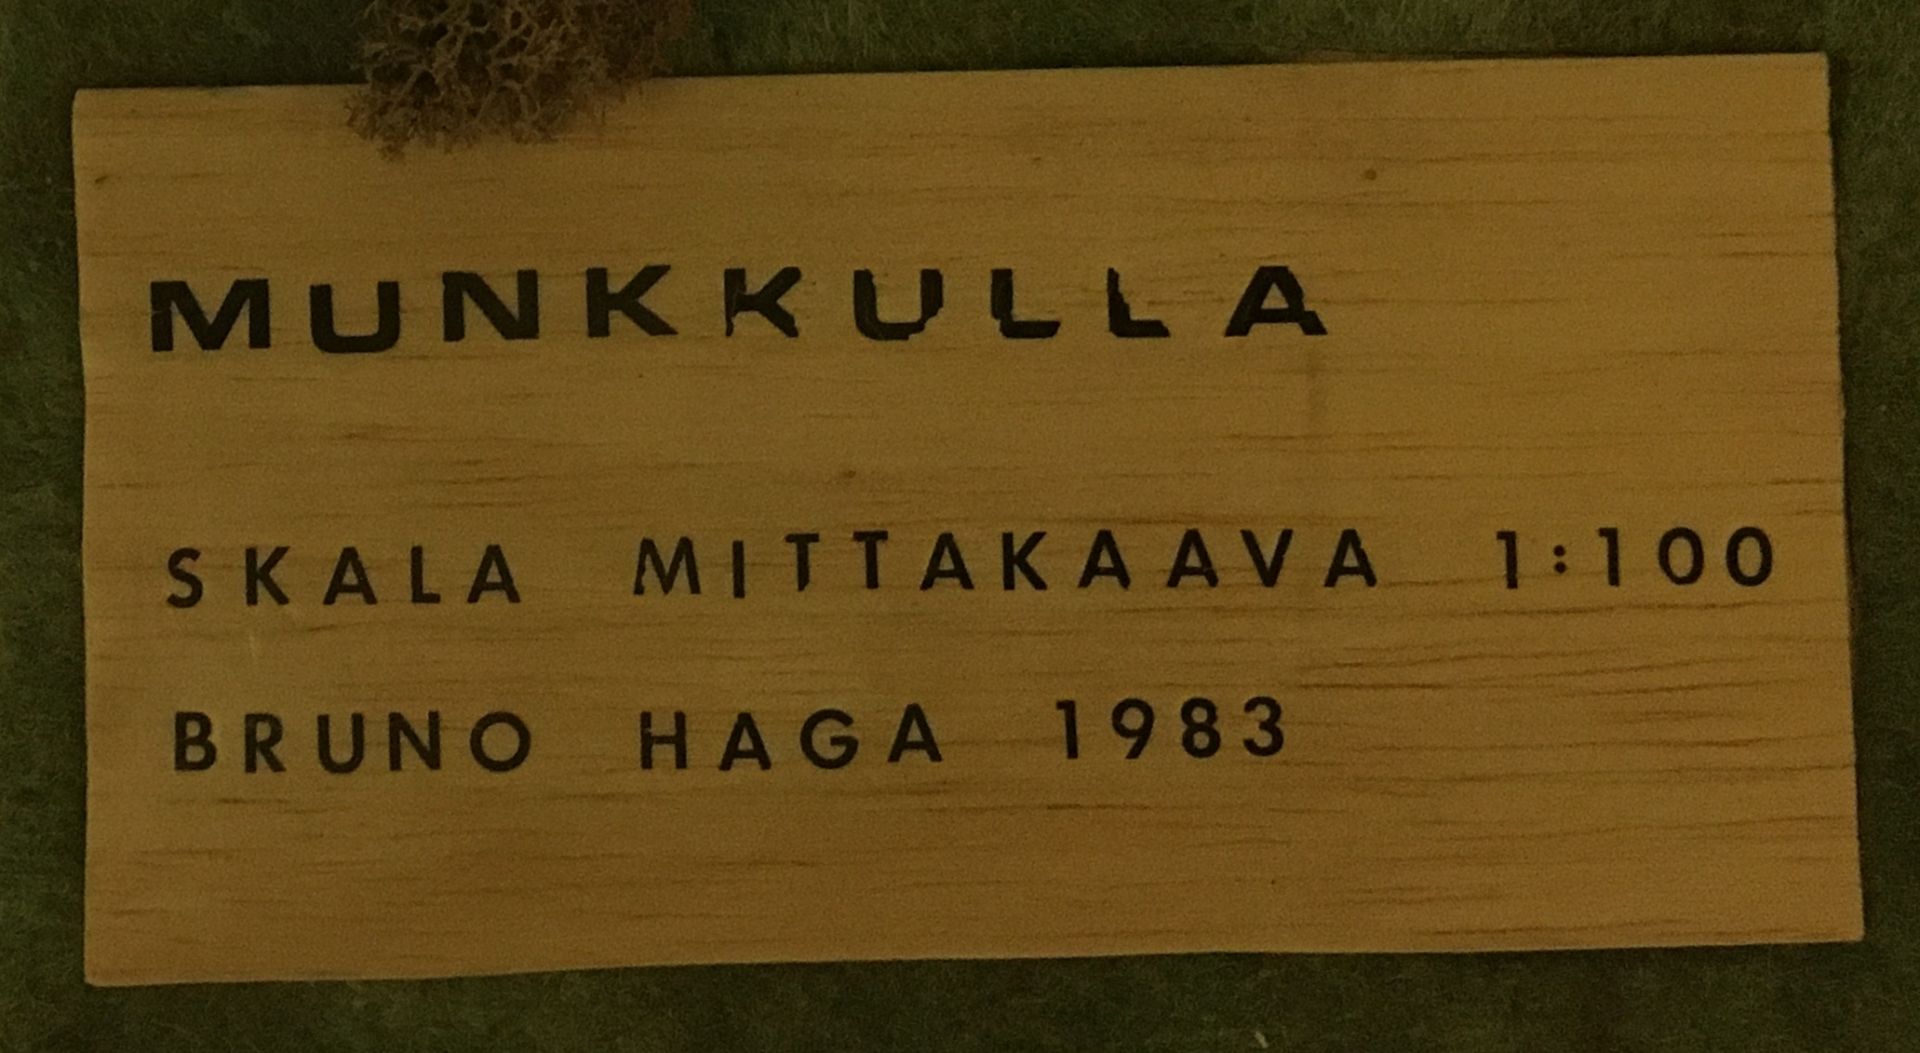 MUNKKULLA
SKALA MITTAKAAVA 1:100
BRUNO HAGA 1983